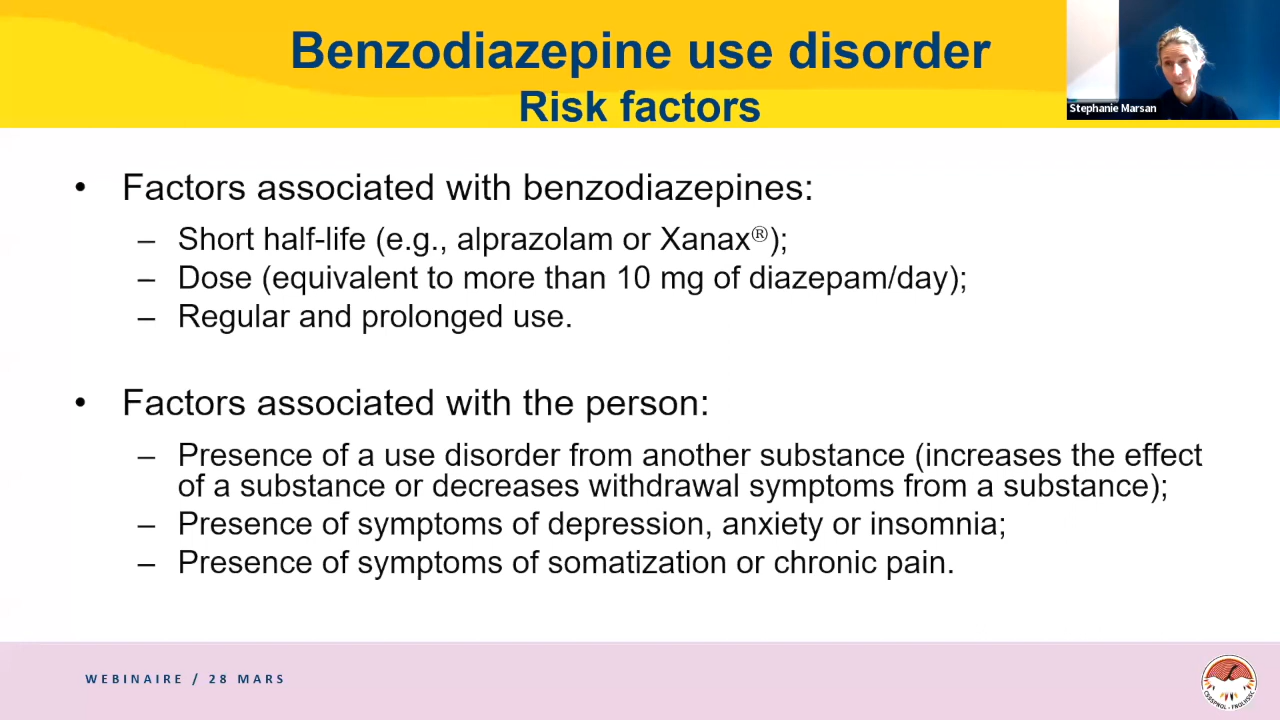 Benzodiazepine use disorder
Risk factors
Stephanie Marsan
• Factors associated with benzodiazepines:
– Short half-life (e.g., alprazolam or Xanax®);
– Dose (equivalent to more than 10 mg of diazepam/day);
– Regular and prolonged use.
• Factors associated with the person:
– Presence of a use disorder from another substance (increases the effect
of a substance or decreases withdrawal symptoms from a substance);
– Presence of symptoms of depression, anxiety or insomnia;
– Presence of symptoms of somatization or chronic pain.
WEBINAIRE / 28 MARS
CSSSPNQL - FNQLHSSC